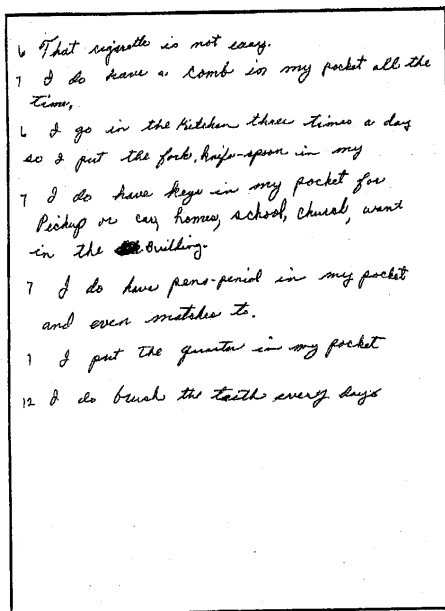 6 That cigarette is not easy.
7 I do have a comb in my pocket all the
time,
6 I go in the Kitchen three times a day
so I put the fork, knife-spoon in my
7 I do have keys in my pocket for
Pickup or car, homes, school, church, want
in the Building.
7 I do have pens-penial in my pocket
and even matches to.
7 I put the quarter in my pocket
12 I do brush the tooth every days